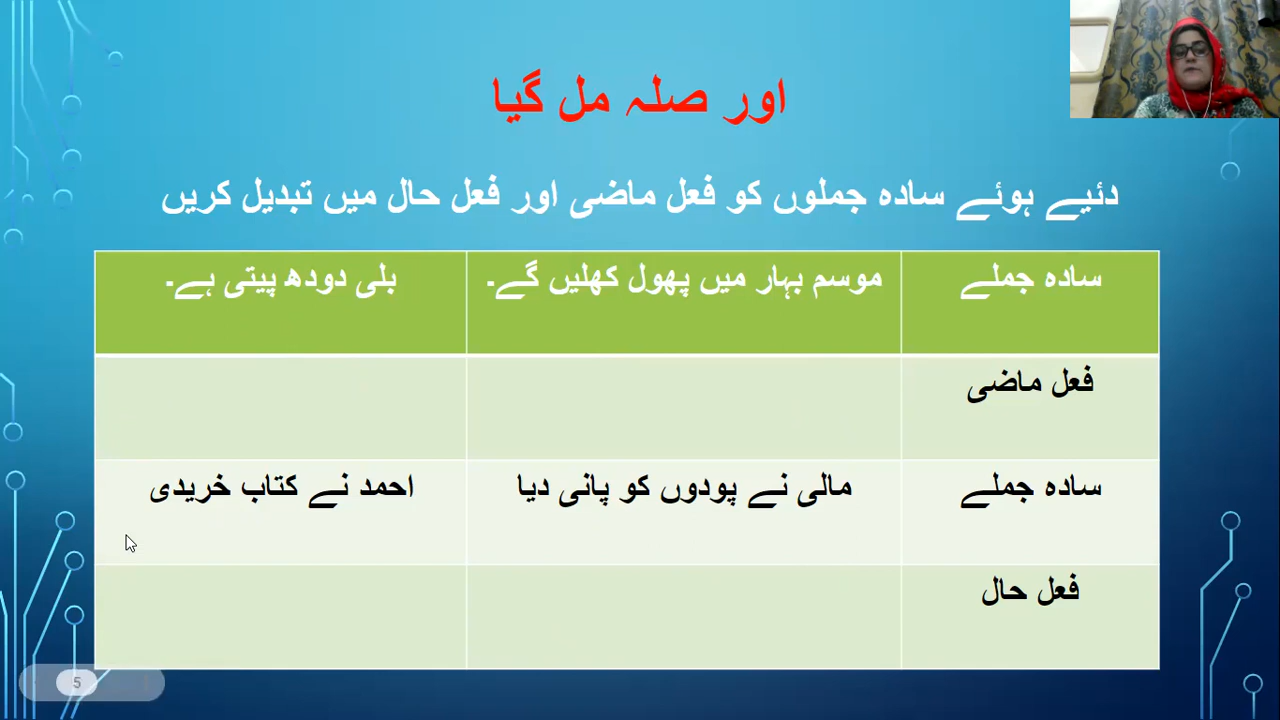 اور صلہ مل گیا
دئیے ہوئے سادہ جملوں کو فعل ماضی اور فعل حال میں تبدیل کریں
سادہ جملے
موسم بہار میں پھول کھلیں گے۔
بلی دودھ پیتی ہے۔
فعل ماضی
سادہ جملے
مالی نے پودوں کو پانی دیا
احمد نے کتاب خریدی
فعل حال
5